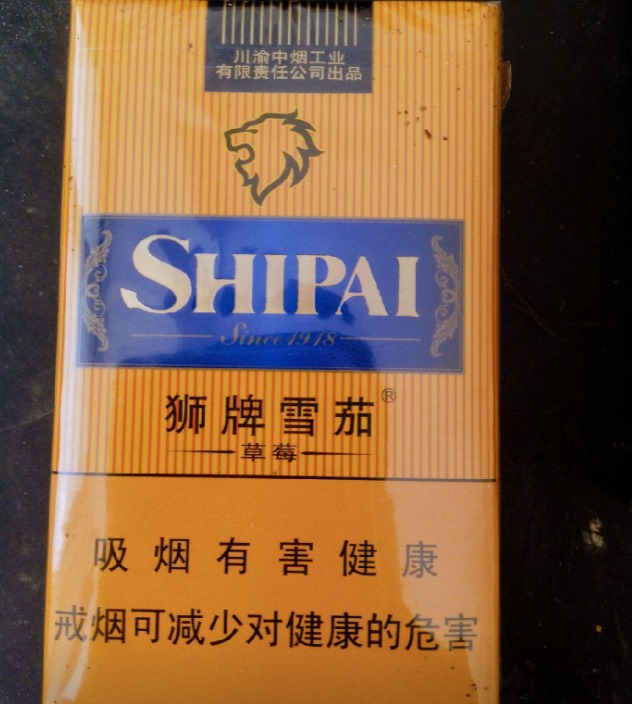 川渝中烟工业
有限责任公司出品
SHIPAI
Since 1918
狮牌雪茄®
草莓
吸烟有害健康
戒烟可减少对健康的危害